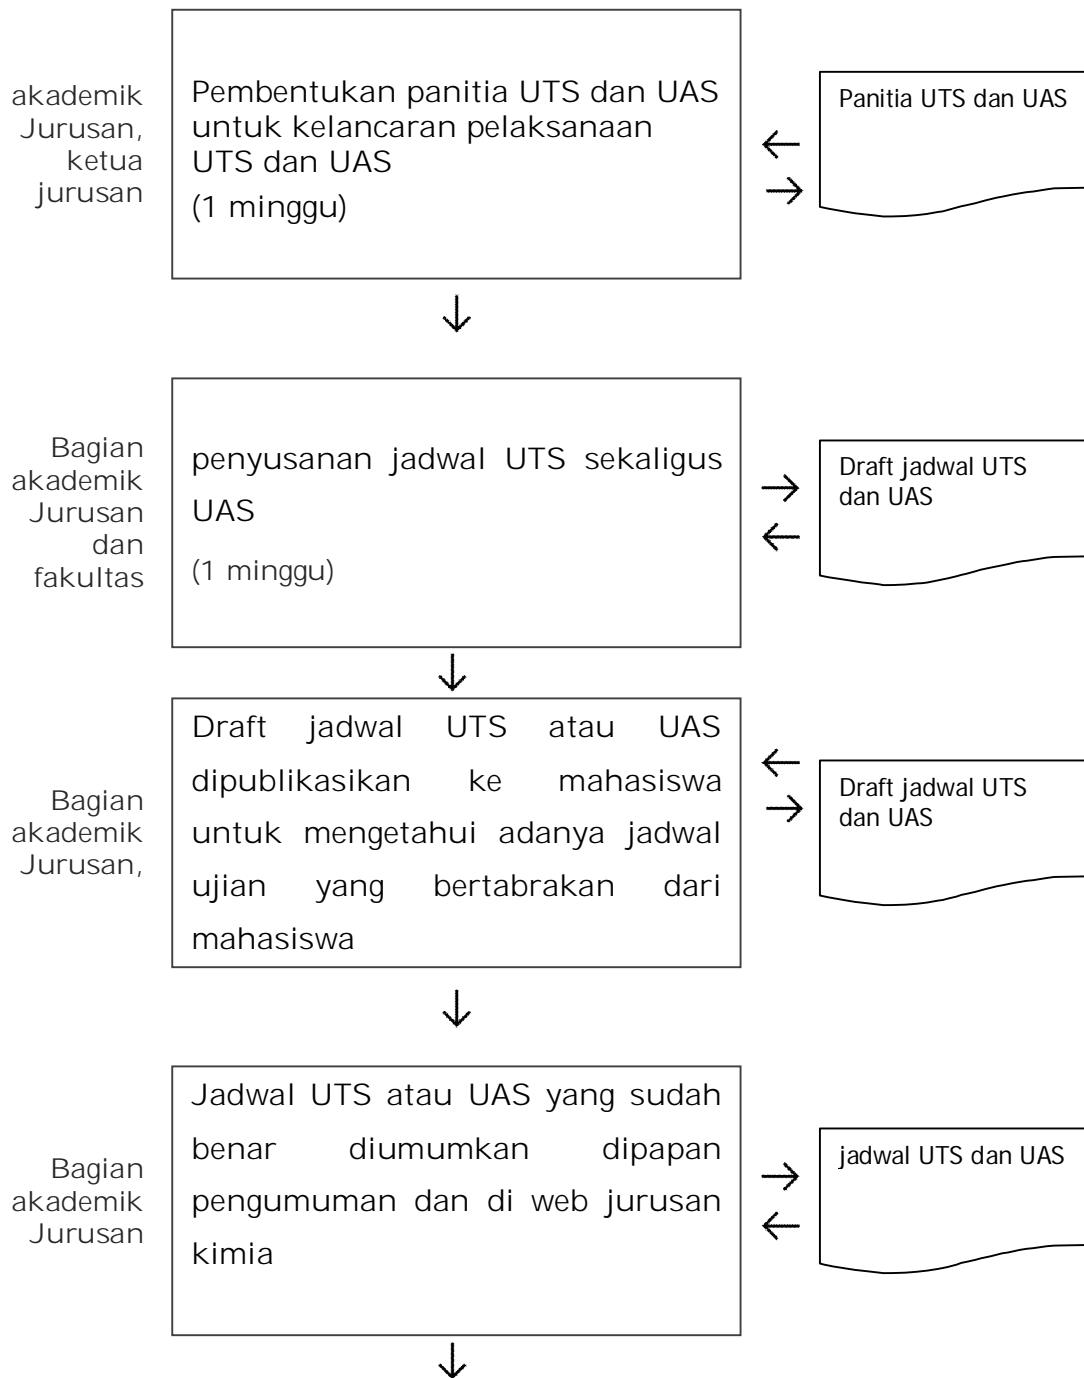 akademik
Jurusan,
ketua
jurusan
Pembentukan panitia UTS dan UAS
untuk kelancaran pelaksanaan
UTS dan UAS
(1 minggu)
Panitia UTS dan UAS
Bagian
akademik
Jurusan
dan
fakultas
penyusanan jadwal UTS sekaligus
UAS
(1 minggu)
Draft jadwal UTS
dan UAS
Bagian
akademik
Jurusan,
Draft jadwal UTS atau UAS
dipublikasikan ke mahasiswa
untuk mengetahui adanya jadwal
ujian yang bertabrakan dari
mahasiswa
Draft jadwal UTS
dan UAS
Bagian
akademik
Jurusan
Jadwal UTS atau UAS yang sudah
benar diumumkan dipapan
pengumuman dan di web jurusan
kimia
jadwal UTS dan UAS